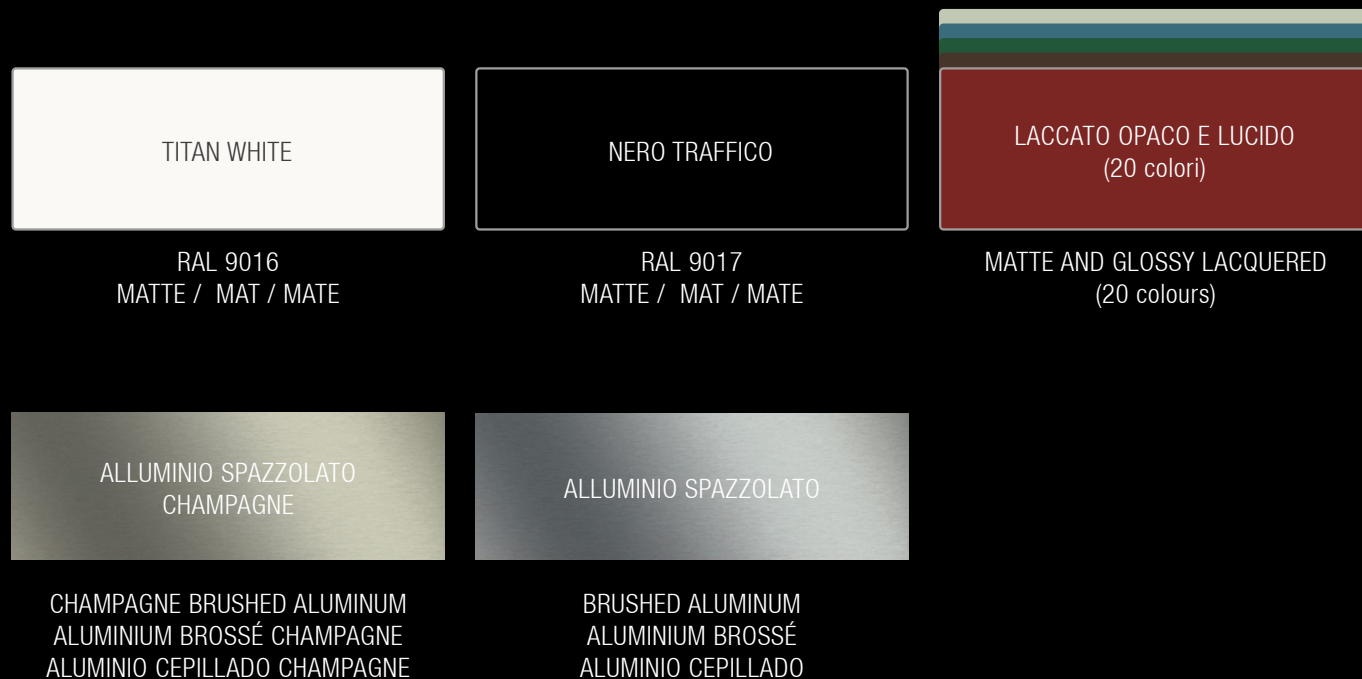 TITAN WHITE
RAL 9016
MATTE /  MAT / MATE
NERO TRAFFICO
RAL 9017
MATTE /  MAT / MATE
LACCATO OPACO E LUCIDO
(20 colori)
MATTE AND GLOSSY LACQUERED
(20 colours)
ALLUMINIO SPAZZOLATO
CHAMPAGNE
CHAMPAGNE BRUSHED ALUMINUM
ALUMINIUM BROSSÉ CHAMPAGNE
ALUMINIO CEPILLADO CHAMPAGNE
ALLUMINIO SPAZZOLATO
BRUSHED ALUMINUM
ALUMINIUM BROSSÉ
ALUMINIO CEPILLADO